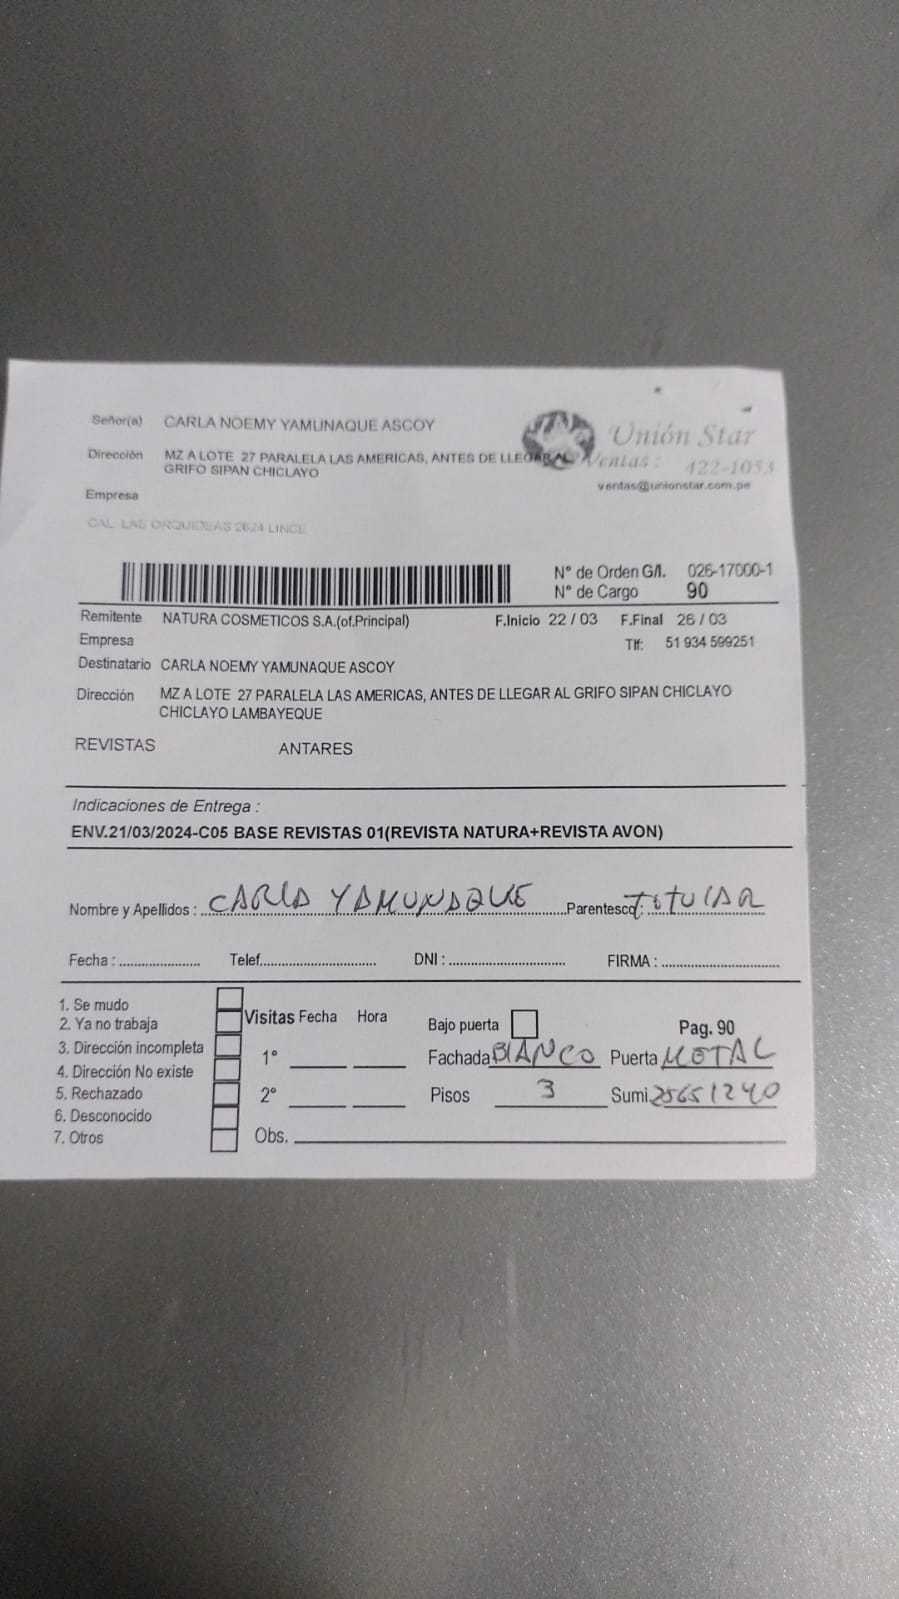 Señor(a) CARLA NOEMY YAMUNAQUE ASCOY
Unión Star
Dirección MZ A LOTE 27 PARALELA LAS AMERICAS, ANTES DE LLEGAR AL
GRIFO SIPAN CHICLAYO
Ventas : 422-1053
ventas@unionstar.com.pe
Empresa
CAL LAS ORQUIDEAS 2624 LINCE
N° de Orden G/I. 026-17000-1
N° de Cargo 90
Remitente NATURA COSMETICOS S.A.(of.Principal) F.Inicio 22 / 03 F.Final 26 / 03
Empresa Tlf: 51 934 599251
Destinatario CARLA NOEMY YAMUNAQUE ASCOY
Dirección MZ A LOTE 27 PARALELA LAS AMERICAS, ANTES DE LLEGAR AL GRIFO SIPAN CHICLAYO
CHICLAYO LAMBAYEQUE
REVISTAS ANTARES
Indicaciones de Entrega :
ENV.21/03/2024-C05 BASE REVISTAS 01(REVISTA NATURA+REVISTA AVON)
Nombre y Apellidos : CARLA YAMUNAQUE Parentesco : TITULAR
Fecha : Telef. DNI : FIRMA :
1. Se mudo
2. Ya no trabaja
3. Dirección incompleta
4. Dirección No existe
5. Rechazado
6. Desconocido
7. Otros
Visitas Fecha Hora
1°
2°
Obs.
Bajo puerta Pag. 90
Fachada BLANCO Puerta METAL
Pisos 3 Sumi. 25651240